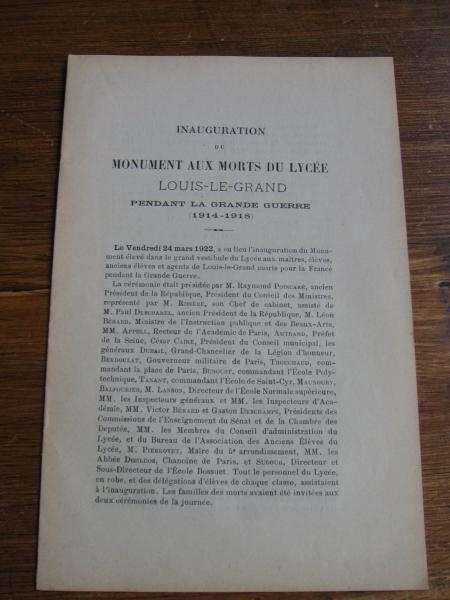 INAUGURATION
DU
MONUMENT AUX MORTS DU LYCÉE
LOUIS-LE-GRAND
PENDANT LA GRANDE GUERRE
(1914-1918)
Le Vendredi 24 mars 1922, a eu lieu l'inauguration du Monu-
ment élevé dans le grand vestibule du Lycée aux maîtres, élèves,
anciens élèves et agents de Louis-le-Grand morts pour la France
pendant la Grande Guerre.
La cérémonie était présidée par M. Raymond POINCARÉ, ancien
Président de la République, Président du Conseil des Ministres,
représenté par M. RIBIÈRE, son Chef de cabinet, assisté de
M. Paul DESCHANEL, ancien Président de la République, M. Léon
BÉRARD, Ministre de l'Instruction publique et des Beaux-Arts,
MM. APPELL, Recteur de l'Académie de Paris, AUTRAND, Préfet
de la Seine, César CAIRE, Président du Conseil municipal, les
généraux DUBAIL, Grand-Chancelier de la Légion d'honneur,
BERDOULAT, Gouverneur militaire de Paris, TROUCHAUD, com-
mandant la place de Paris, BUNOUST, commandant l'École Poly-
technique, TANANT, commandant l'École de Saint-Cyr, MAUNOURY,
BALFOURIER, M. LANSON, Directeur de l'École Normale supérieure,
MM. les Inspecteurs généraux et MM. les Inspecteurs d'Aca-
démie, MM. Victor BÉRARD et Gaston DESCHAMPS, Présidents des
Commissions de l'Enseignement du Sénat et de la Chambre des
Députés, MM. les Membres du Conseil d'administration du
Lycée, et du Bureau de l'Association des Anciens Élèves du
Lycée, M. PIERROTET, Maire du 5e arrondissement, MM. les
Abbés Chanoine de Paris, et Directeur et
Sous-Directeur de l'École Bossuet. Tout le personnel du Lycée,
en robe, et des délégations d'élèves de chaque classe, assistaient
à l'inauguration. Les familles des morts avaient été invitées aux
deux cérémonies de la journée.